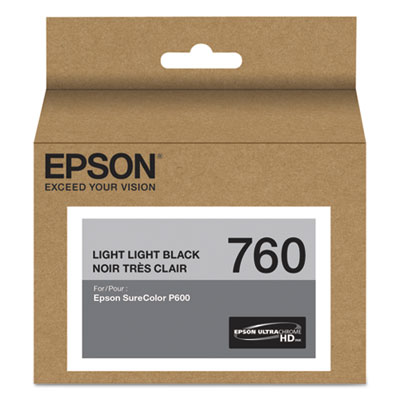 EPSON
EXCEED YOUR VISION
LIGHT LIGHT BLACK
NOIR TRÈS CLAIR
760
For/Pour :
Epson SureColor P600
EPSON ULTRACHROME
HD INK